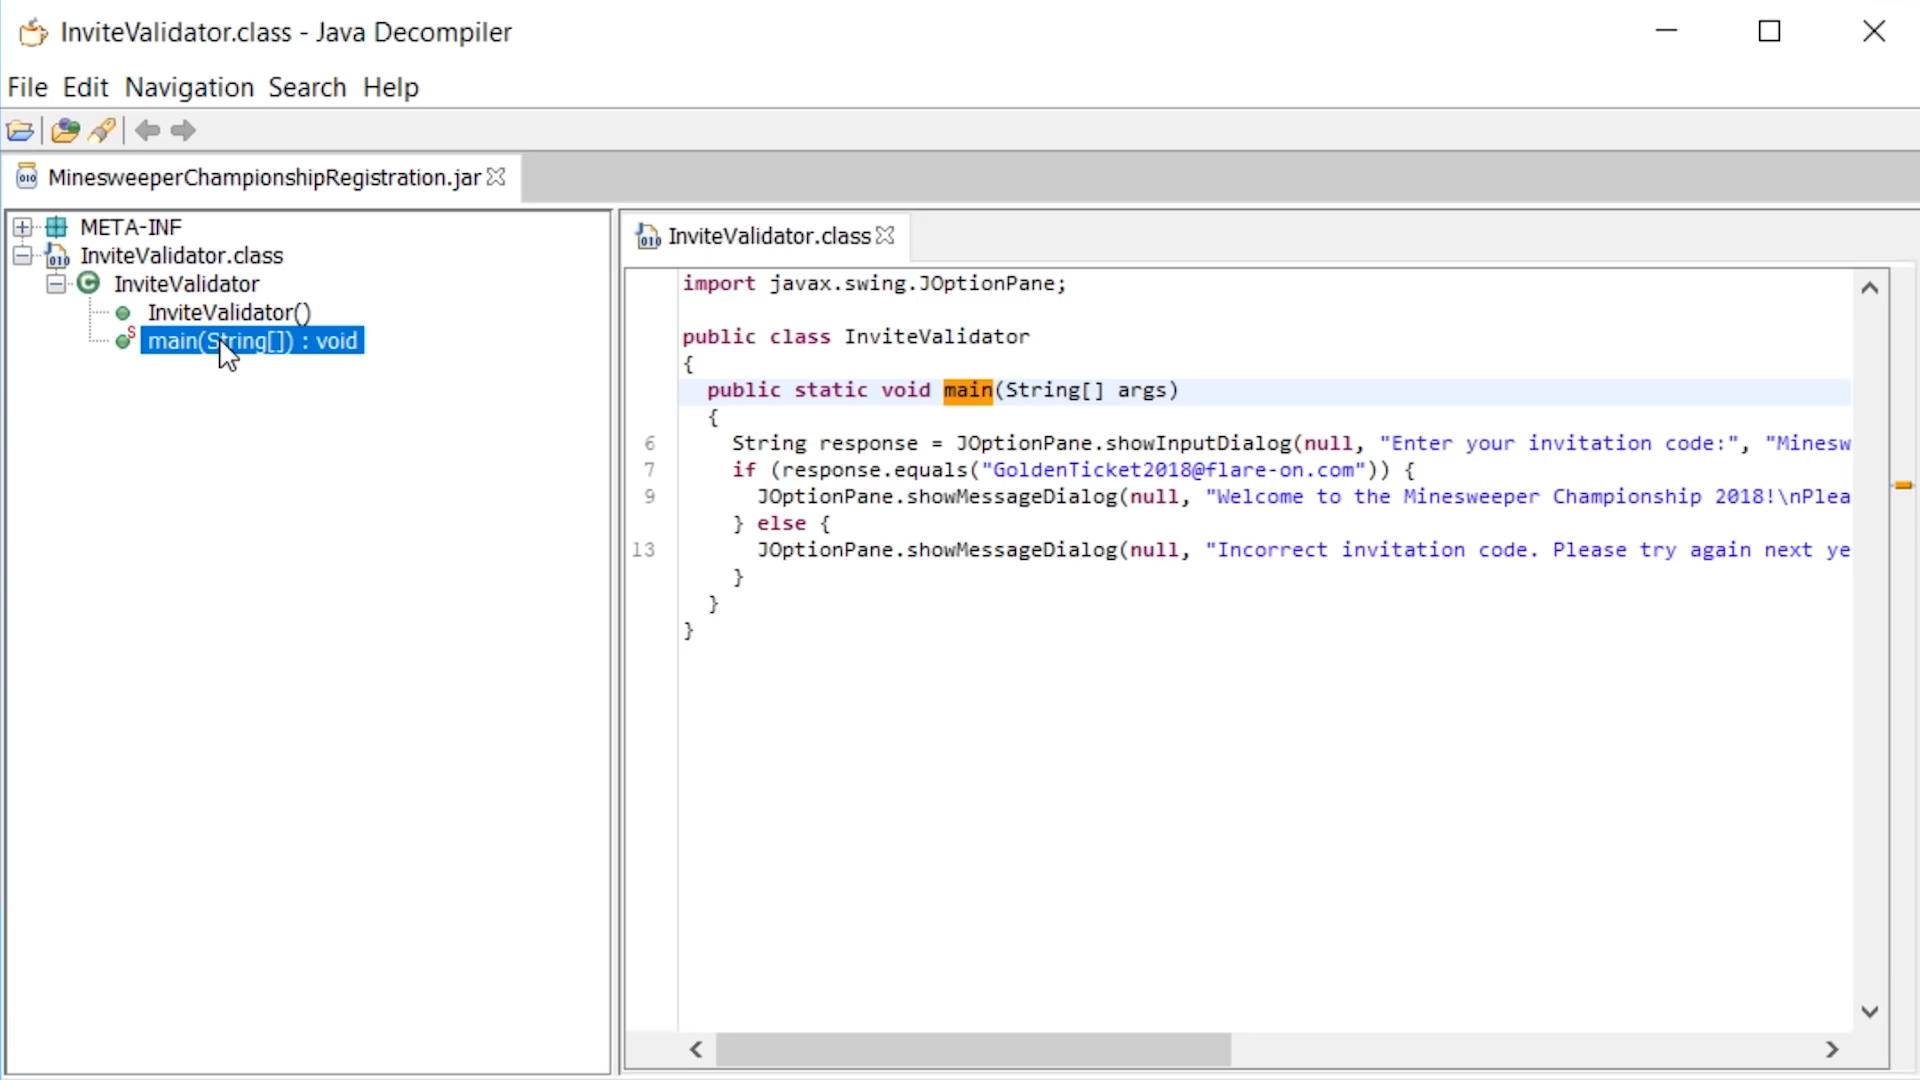 InviteValidator.class - Java Decompiler
File Edit Navigation Search Help
MinesweeperChampionshipRegistration.jar
META-INF
InviteValidator.class
InviteValidator
InviteValidator()
main(String[]) : void
InviteValidator.class
import javax.swing.JOptionPane;
public class InviteValidator
{
public static void main(String[] args)
{
6 String response = JOptionPane.showInputDialog(null, "Enter your invitation code:", "Minesw
7 if (response.equals("GoldenTicket2018@flare-on.com")) {
9 JOptionPane.showMessageDialog(null, "Welcome to the Minesweeper Championship 2018!\nPlea
} else {
13 JOptionPane.showMessageDialog(null, "Incorrect invitation code. Please try again next ye
}
}
}